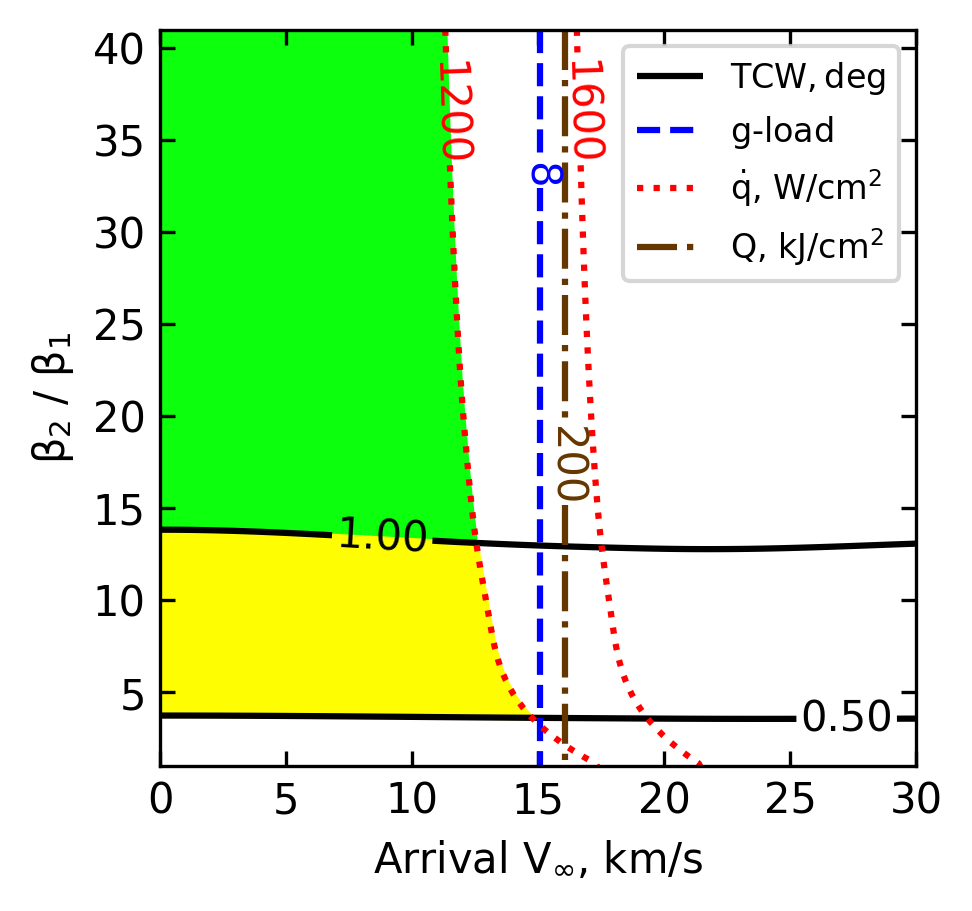 40
35
30
25
20
15
10
5
β₂ / β₁
1200
8
1600
200
1.00
0.50
TCW, deg
g-load
q̇, W/cm²
Q, kJ/cm²
0 5 10 15 20 25 30
Arrival V∞, km/s